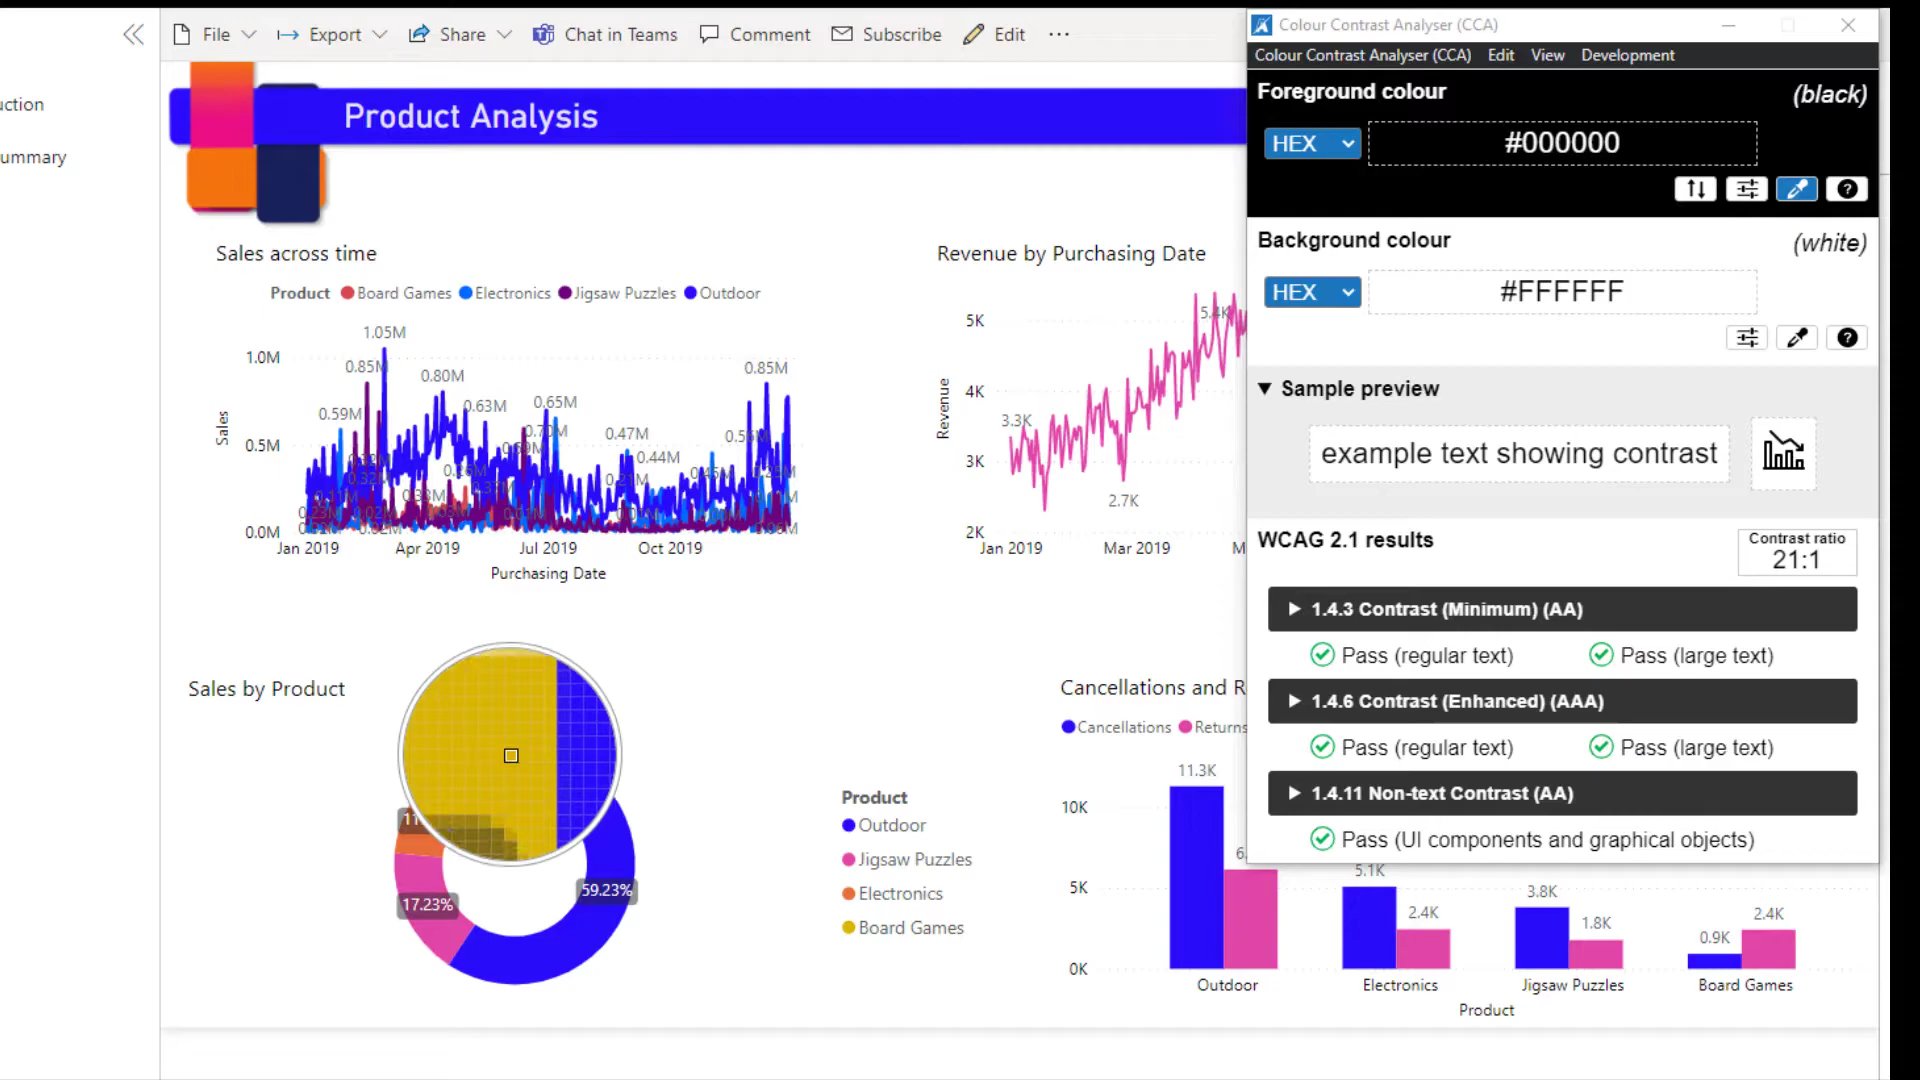 File
Export
Share
Chat in Teams
Comment
Subscribe
Edit
uction
ummary
Product Analysis
Sales across time
Product Board Games Electronics Jigsaw Puzzles Outdoor
1.05M
0.85M
0.80M
0.85M
0.59M
0.63M
0.65M
0.70M
0.47M
0.44M
1.0M
0.5M
0.0M
Sales
Jan 2019 Apr 2019 Jul 2019 Oct 2019
Purchasing Date
Revenue by Purchasing Date
5K
4K
3K
2K
Revenue
5.4K
3.3K
2.7K
Jan 2019 Mar 2019 M
Sales by Product
11
17.23%
59.23%
Product
Outdoor
Jigsaw Puzzles
Electronics
Board Games
Cancellations and R
Cancellations Returns
10K
5K
0K
11.3K
6.
5.1K
2.4K
3.8K
1.8K
0.9K
2.4K
Outdoor Electronics Jigsaw Puzzles Board Games
Product
Colour Contrast Analyser (CCA)
Colour Contrast Analyser (CCA) Edit View Development
Foreground colour (black)
HEX #000000
Background colour (white)
HEX #FFFFFF
Sample preview
example text showing contrast
WCAG 2.1 results
Contrast ratio
21:1
1.4.3 Contrast (Minimum) (AA)
Pass (regular text) Pass (large text)
1.4.6 Contrast (Enhanced) (AAA)
Pass (regular text) Pass (large text)
1.4.11 Non-text Contrast (AA)
Pass (UI components and graphical objects)